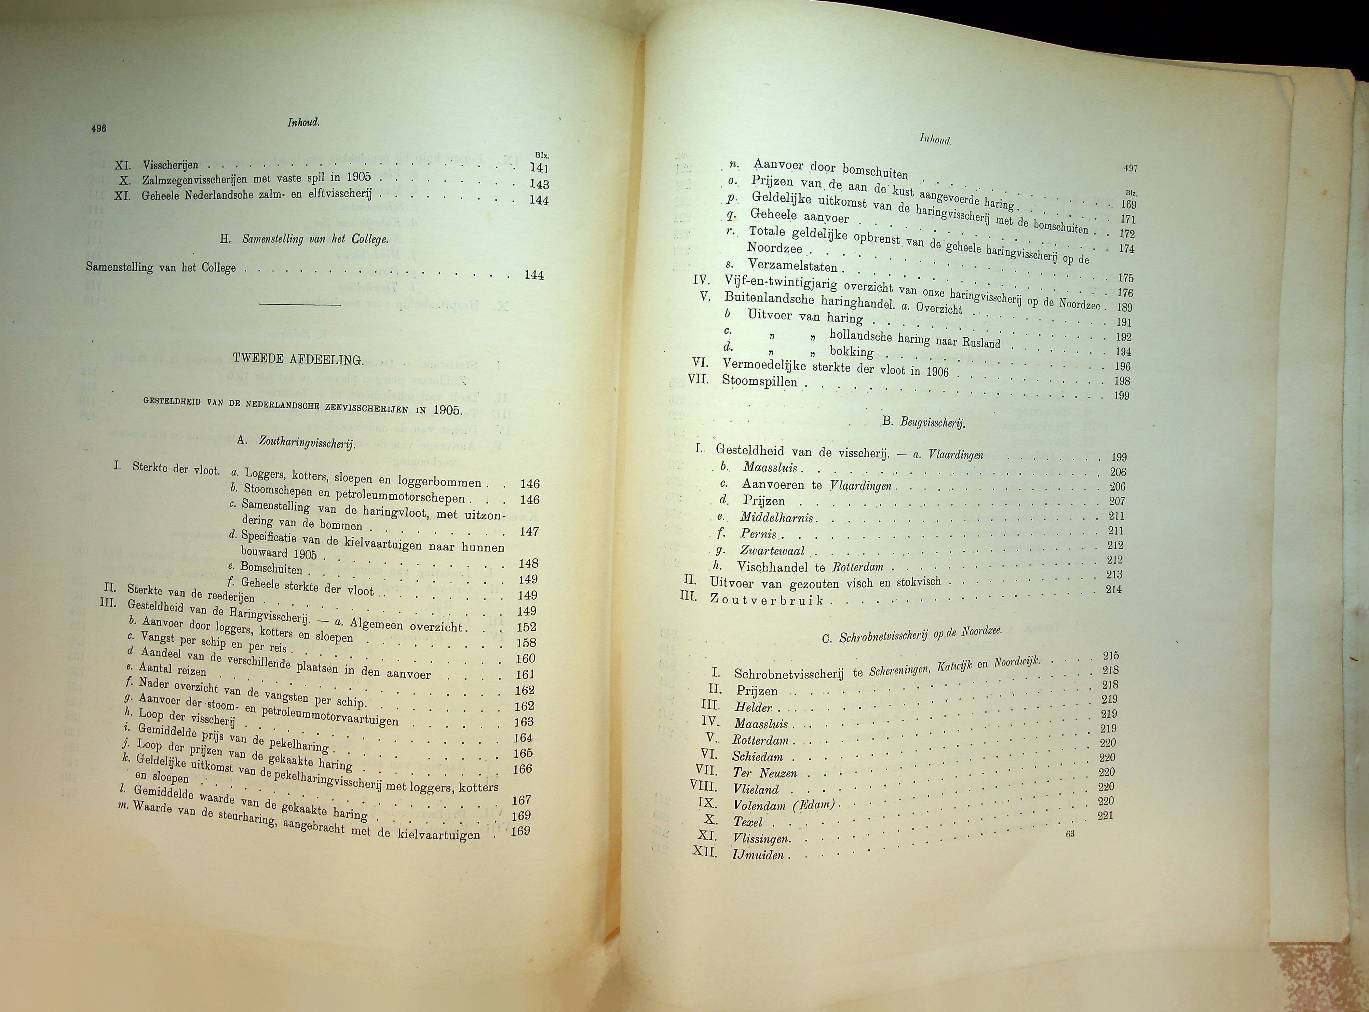 496
Inhoud.
Blz.
XI. Visscherijen . . . 141
X. Zalmzegenvisscherijen met vaste spil in 1905 . . . 143
XI. Geheele Nederlandsche zalm- en elftvisscherij . . . 144
H. Samenstelling van het College.
Samenstelling van het College . . . 144
TWEEDE AFDEELING.
GESTELDHEID VAN DE NEDERLANDSCHE ZEEVISSCHERIJEN IN 1905.
A. Zoutharingvisscherij.
I. Sterkte der vloot. a. Loggers, kotters, sloepen en loggerbommen . . 146
b. Stoomschepen en petroleummotorschepen . . . 146
c. Samenstelling van de haringvloot, met uitzon-
dering van de bommen . . . 147
d. Specificatie van de kielvaartuigen naar hunnen
bouwaard 1905 . . . 148
e. Bomschuiten . . . 149
f. Geheele sterkte der vloot . . . 149
II. Sterkte van de reederijen . . . 149
III. Gesteldheid van de Haringvisscherij. — a. Algemeen overzicht . . . 152
b. Aanvoer door loggers, kotters en sloepen . . . 158
c. Vangst per schip en per reis . . . 160
d Aandeel van de verschillende plaatsen in den aanvoer . . . 161
e. Aantal reizen . . . 162
f. Nader overzicht van de vangsten per schip. . . . 162
g. Aanvoer der stoom- en petroleummotorvaartuigen . . . 163
h. Loop der visscherij . . . 164
i. Gemiddelde prijs van de pekelharing . . . 165
j. Loop der prijzen van de gekaakte haring . . . 166
k. Geldelijke uitkomst van de pekelharingvisscherij met loggers, kotters
en sloepen . . . 167
l. Gemiddelde waarde van de gekaakte haring . . . 169
m. Waarde van de steurharing, aangebracht met de kielvaartuigen . . 169
Inhoud.
497
Blz.
n. Aanvoer door bomschuiten . . . 169
o. Prijzen van de aan de kust aangevoerde haring . . . 171
p. Geldelijke uitkomst van de haringvisscherij met de bomschuiten . . 172
q. Geheele aanvoer . . . 174
r. Totale geldelijke opbrenst van de geheele haringvisscherij op de
Noordzee . . . 175
s. Verzamelstaten . . . 176
IV. Vijf-en-twintigjarig overzicht van onze haringvisscherij op de Noordzee . 189
V. Buitenlandsche haringhandel. a. Overzicht . . . 191
b Uitvoer van haring . . . 192
c. „ „ hollandsche haring naar Rusland . . . 194
d. „ „ bokking . . . 196
VI. Vermoedelijke sterkte der vloot in 1906 . . . 198
VII. Stoomspillen . . . 199
B. Beugvisscherij.
I. Gesteldheid van de visscherij. — a. Vlaardingen . . . 199
b. Maassluis . . . 206
c. Aanvoeren te Vlaardingen . . . 206
d. Prijzen . . . 207
e. Middelharnis . . . 211
f. Pernis . . . 211
g. Zwartewaal . . . 212
h. Vischhandel te Rotterdam . . . 212
II. Uitvoer van gezouten visch en stokvisch . . . 213
III. Zoutverbruik . . . 214
C. Schrobnetvisscherij op de Noordzee.
I. Schrobnetvisscherij te Scheveningen, Katwijk en Noordwijk. . . . 215
II. Prijzen . . . 218
III. Helder . . . 218
IV. Maassluis . . . 219
V. Rotterdam . . . 219
VI. Schiedam . . . 219
VII. Ter Neuzen . . . 220
VIII. Vlieland . . . 220
IX. Volendam (Edam) . . . 220
X. Texel . . . 220
XI. Vlissingen. . . . 220
XII. IJmuiden . . . 221
63